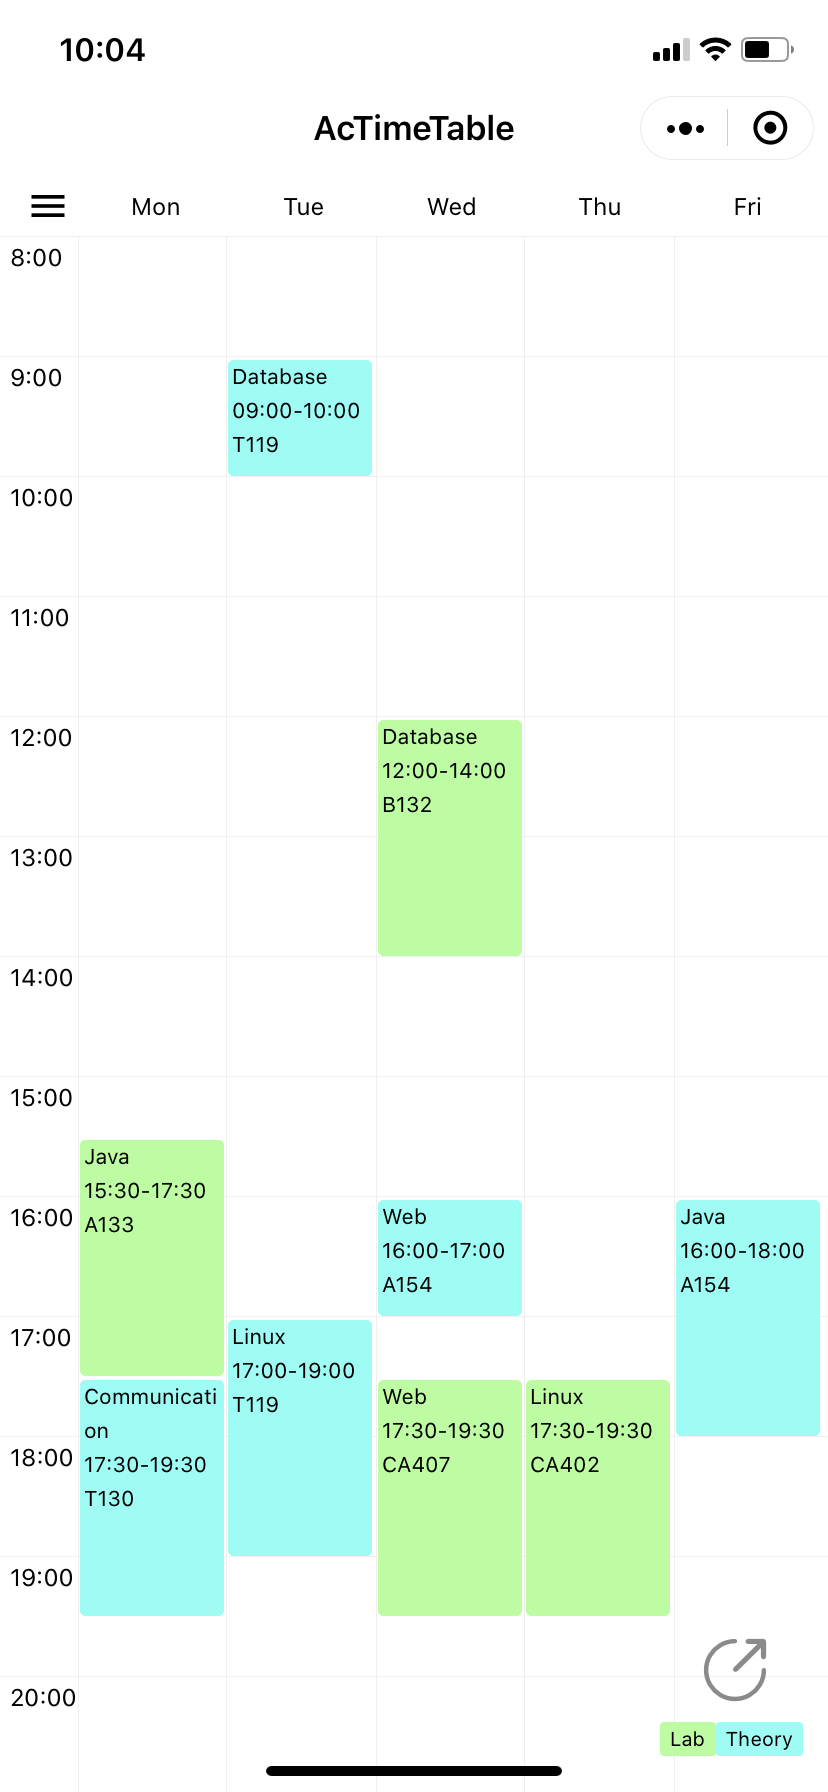 10:04
AcTimeTable
Mon Tue Wed Thu Fri
8:00
9:00
Database
09:00-10:00
T119
10:00
11:00
12:00
Database
12:00-14:00
B132
13:00
14:00
15:00
Java
15:30-17:30
A133
16:00
Web
16:00-17:00
A154
Java
16:00-18:00
A154
17:00
Linux
17:00-19:00
T119
Communicati
on
17:30-19:30
T130
Web
17:30-19:30
CA407
Linux
17:30-19:30
CA402
18:00
19:00
20:00
Lab Theory